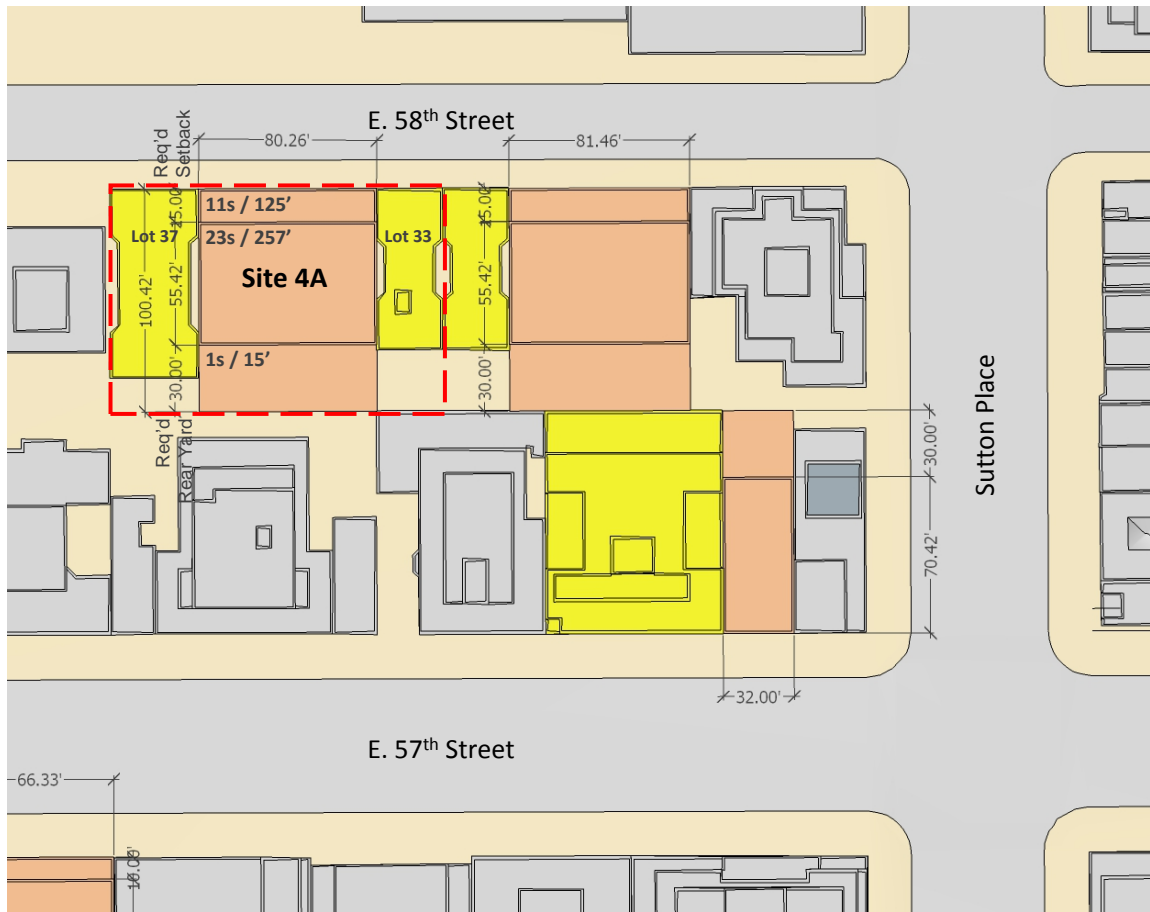 E. 58th Street
80.26'
81.46'
Req'd
Setback
15.00'
15.00'
11s / 125'
Lot 37
23s / 257'
Lot 33
Site 4A
100.42'
55.42'
55.42'
1s / 15'
30.00'
30.00'
Req'd
Rear Yard
Sutton Place
30.00'
70.42'
32.00'
E. 57th Street
66.33'
10.00'